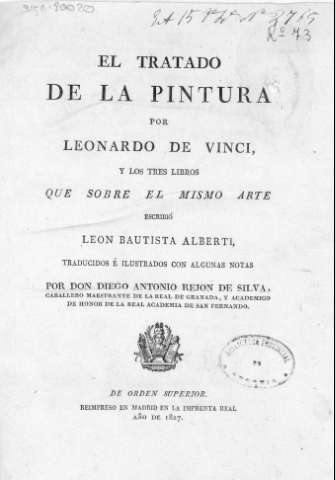 EL TRATADO
DE LA PINTURA
POR
LEONARDO DE VINCI,
Y LOS TRES LIBROS
QUE SOBRE EL MISMO ARTE
ESCRIBIÓ
LEON BAUTISTA ALBERTI,
TRADUCIDOS É ILUSTRADOS CON ALGUNAS NOTAS
POR DON DIEGO ANTONIO REJON DE SILVA,
CABALLERO MAESTRANTE DE LA REAL DE GRANADA, Y ACADEMICO
DE HONOR DE LA REAL ACADEMIA DE SAN FERNANDO.
BIBLIOTECA PROVINCIAL
DE ORDEN SUPERIOR.
REIMPRESO EN MADRID EN LA IMPRENTA REAL
AÑO DE 1827.